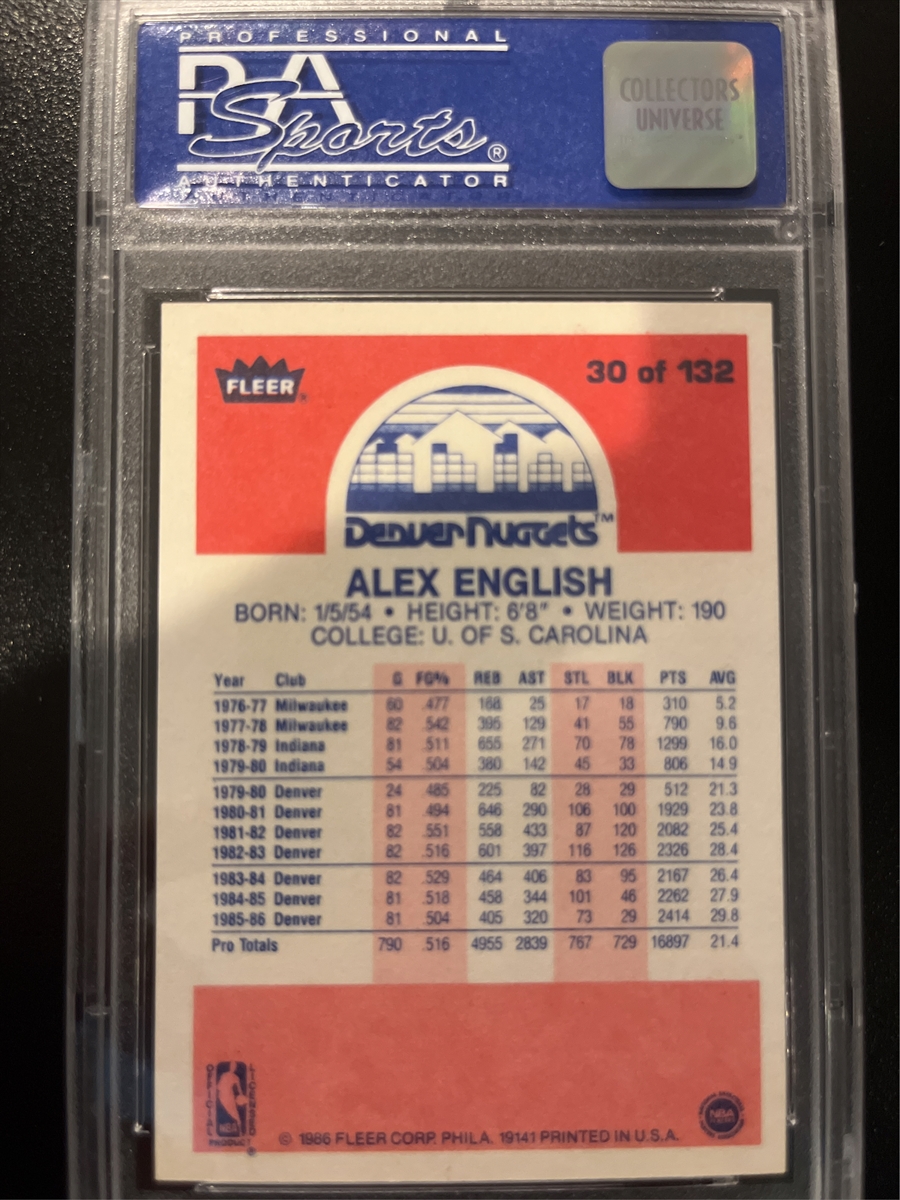 PROFESSIONAL
PSA
Sports®
AUTHENTICATOR
COLLECTORS
UNIVERSE
FLEER®
30 of 132
DENVER NUGGETS™
ALEX ENGLISH
BORN: 1/5/54 • HEIGHT: 6'8" • WEIGHT: 190
COLLEGE: U. OF S. CAROLINA
Year Club G FG% REB AST STL BLK PTS AVG
1976-77 Milwaukee 60 .477 168 25 17 18 310 5.2
1977-78 Milwaukee 82 .542 395 129 41 55 790 9.6
1978-79 Indiana 81 .511 655 271 70 78 1299 16.0
1979-80 Indiana 54 .504 380 142 45 33 806 14.9
1979-80 Denver 24 .485 225 82 28 29 512 21.3
1980-81 Denver 81 .494 646 290 106 100 1929 23.8
1981-82 Denver 82 .551 558 433 87 120 2082 25.4
1982-83 Denver 82 .516 601 397 116 126 2326 28.4
1983-84 Denver 82 .529 464 406 83 95 2167 26.4
1984-85 Denver 81 .518 458 344 101 46 2262 27.9
1985-86 Denver 81 .504 405 320 73 29 2414 29.8
Pro Totals 790 .516 4955 2839 767 729 16897 21.4
OFFICIAL
LICENSED
NBA
PRODUCT
NBA
© 1986 FLEER CORP. PHILA. 19141 PRINTED IN U.S.A.